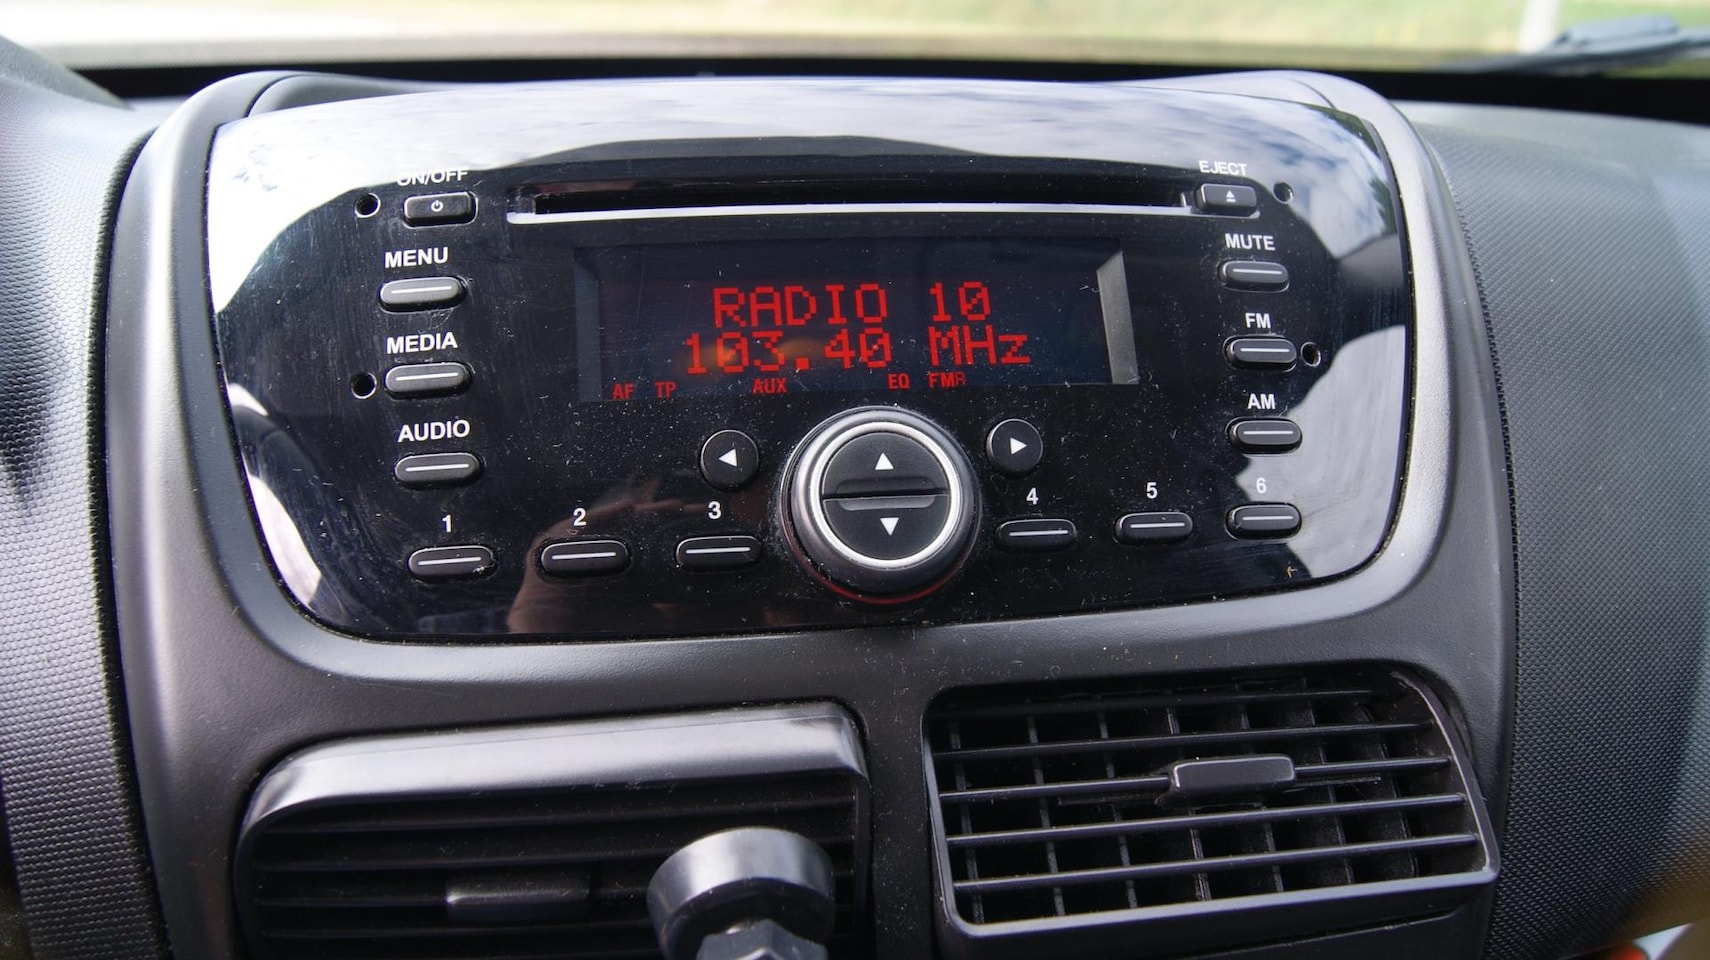 ON/OFF
EJECT
MENU
MUTE
RADIO 10
103.40 MHz
FM
MEDIA
AF TP AUX EQ FMR
AM
AUDIO
1 2 3 4 5 6